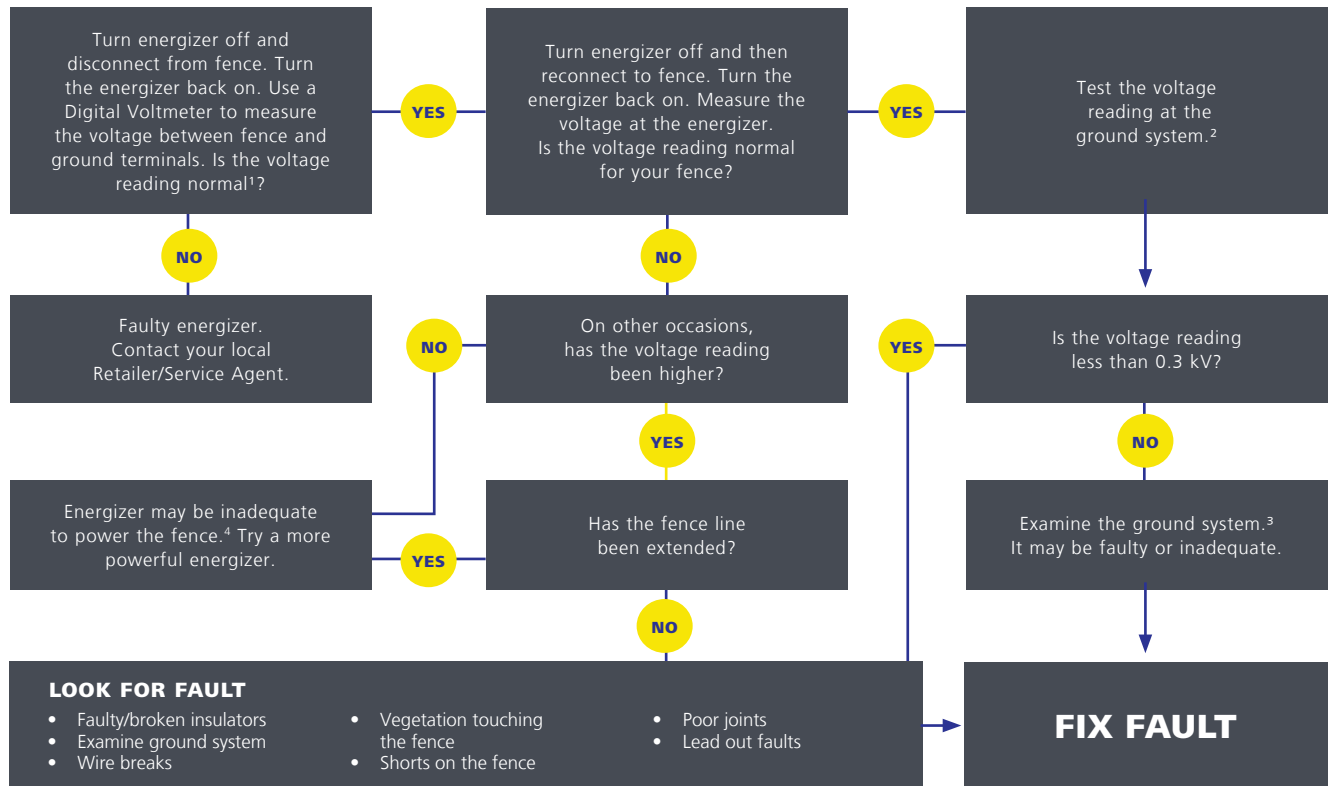 Turn energizer off and
disconnect from fence. Turn
the energizer back on. Use a
Digital Voltmeter to measure
the voltage between fence and
ground terminals. Is the voltage
reading normal¹?
YES
Turn energizer off and then
reconnect to fence. Turn the
energizer back on. Measure the
voltage at the energizer.
Is the voltage reading normal
for your fence?
YES
Test the voltage
reading at the
ground system.²
NO
NO
Faulty energizer.
Contact your local
Retailer/Service Agent.
NO
On other occasions,
has the voltage reading
been higher?
YES
Is the voltage reading
less than 0.3 kV?
YES
NO
Energizer may be inadequate
to power the fence.⁴ Try a more
powerful energizer.
YES
Has the fence line
been extended?
Examine the ground system.³
It may be faulty or inadequate.
NO
LOOK FOR FAULT
• Faulty/broken insulators
• Examine ground system
• Wire breaks
• Vegetation touching
the fence
• Shorts on the fence
• Poor joints
• Lead out faults
FIX FAULT